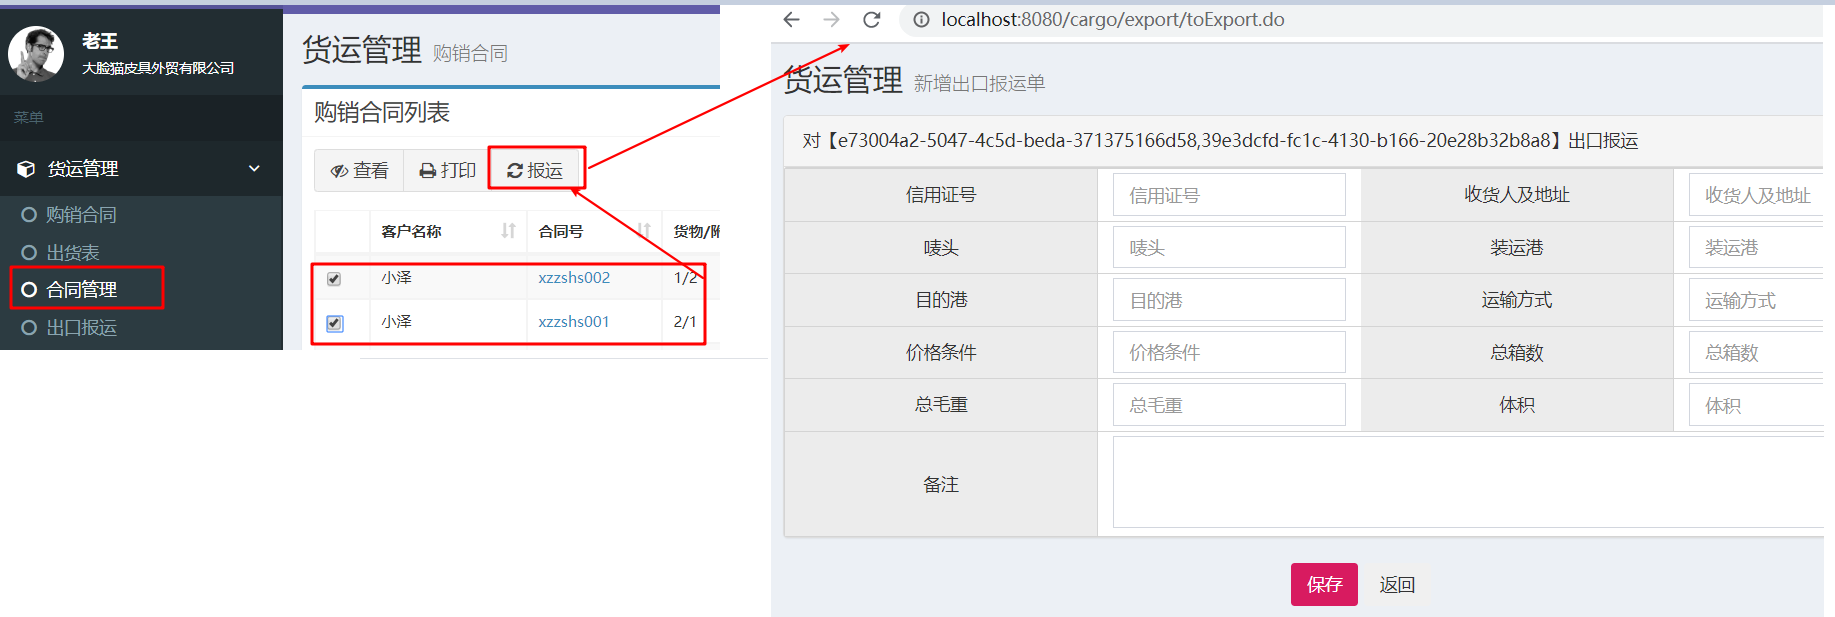 老王
大脸猫皮具外贸有限公司
菜单
货运管理
购销合同
出货表
合同管理
出口报运
货运管理 购销合同
购销合同列表
查看 打印 报运
客户名称 合同号 货物/附
小泽 xzzshs002 1/2
小泽 xzzshs001 2/1
localhost:8080/cargo/export/toExport.do
货运管理 新增出口报运单
对【e73004a2-5047-4c5d-beda-371375166d58,39e3dcfd-fc1c-4130-b166-20e28b32b8a8】出口报运
信用证号 信用证号 收货人及地址 收货人及地址
唛头 唛头 装运港 装运港
目的港 目的港 运输方式 运输方式
价格条件 价格条件 总箱数 总箱数
总毛重 总毛重 体积 体积
备注
保存 返回